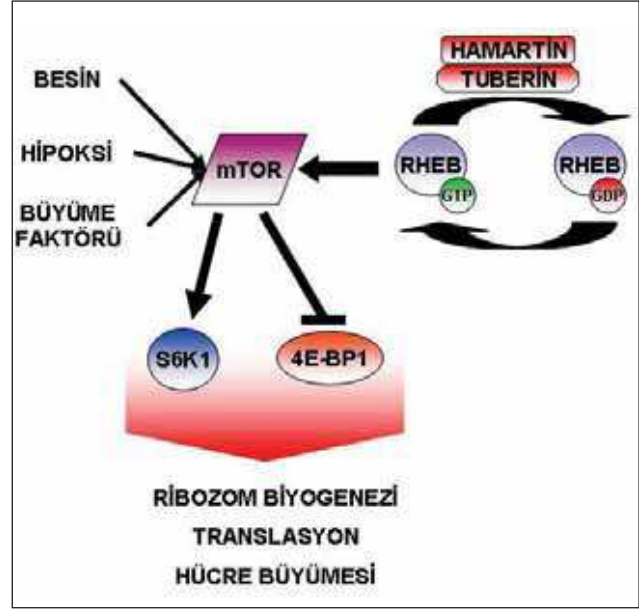 HAMARTİN
TUBERİN
BESİN
HİPOKSİ
BÜYÜME
FAKTÖRÜ
mTOR
RHEB
GTP
RHEB
GDP
S6K1
4E-BP1
RİBOZOM BİYOGENEZİ
TRANSLASYON
HÜCRE BÜYÜMESİ